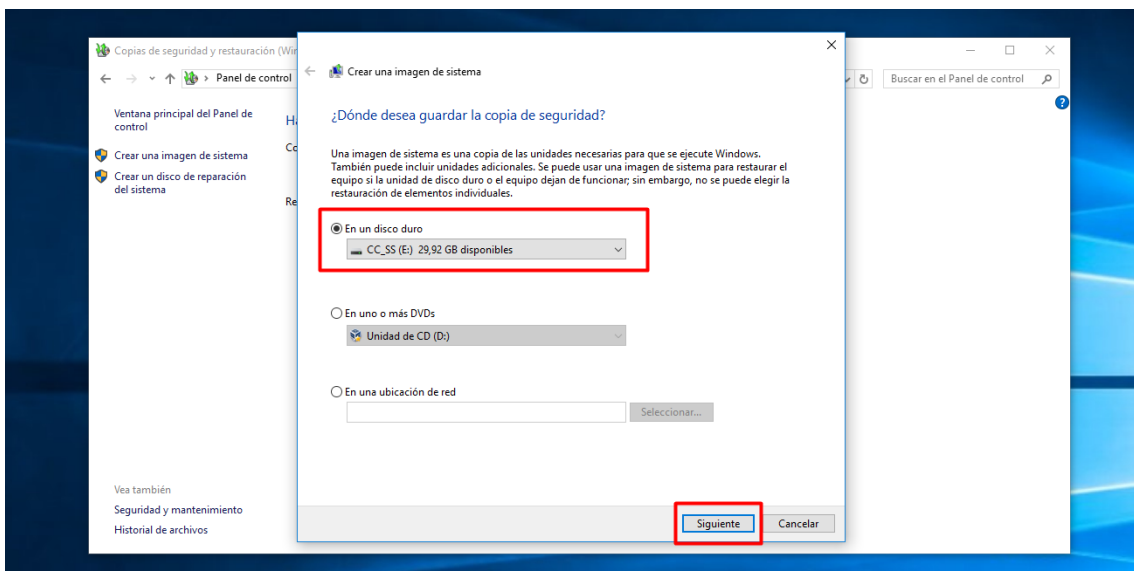 Copias de seguridad y restauración (Wir
Panel de control
Buscar en el Panel de control
Ventana principal del Panel de
control
Crear una imagen de sistema
Crear un disco de reparación
del sistema
Ha
Co
Re
Vea también
Seguridad y mantenimiento
Historial de archivos
Crear una imagen de sistema
¿Dónde desea guardar la copia de seguridad?
Una imagen de sistema es una copia de las unidades necesarias para que se ejecute Windows.
También puede incluir unidades adicionales. Se puede usar una imagen de sistema para restaurar el
equipo si la unidad de disco duro o el equipo dejan de funcionar; sin embargo, no se puede elegir la
restauración de elementos individuales.
En un disco duro
CC_SS (E:) 29,92 GB disponibles
En uno o más DVDs
Unidad de CD (D:)
En una ubicación de red
Seleccionar...
Siguiente
Cancelar